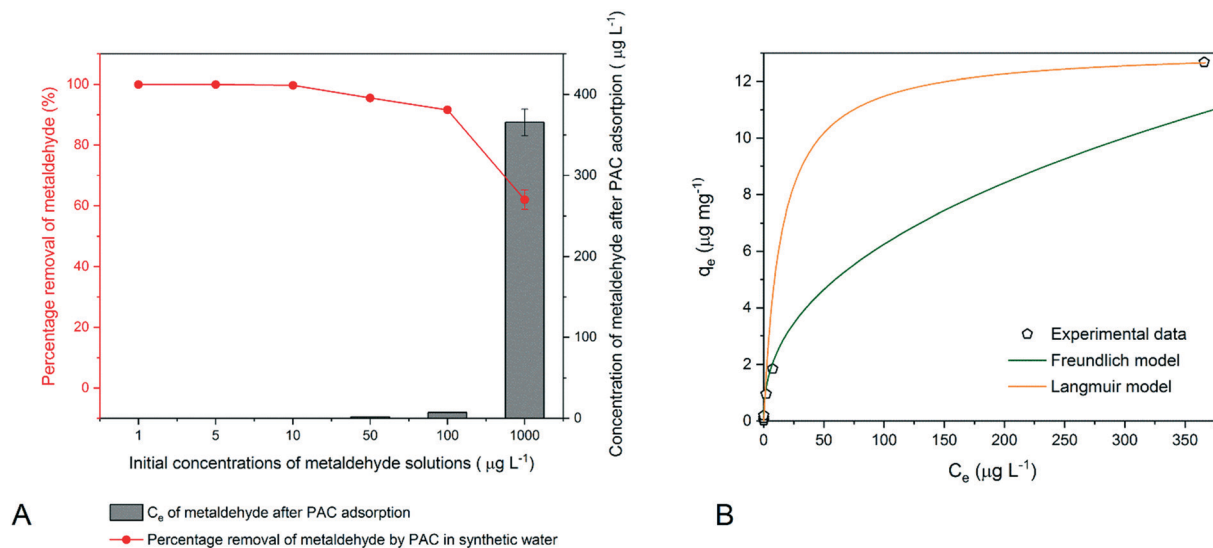 100
80
60
40
20
0
Percentage removal of metaldehyde (%)
400
300
200
100
0
Concentration of metaldehyde after PAC adsortpion ( μg L⁻¹)
1 5 10 50 100 1000
Initial concentrations of metaldehyde solutions ( μg L⁻¹)
A
Cₑ of metaldehyde after PAC adsorption
Percentage removal of metaldehyde by PAC in synthetic water
12
10
8
6
4
2
0
qₑ (μg mg⁻¹)
Experimental data
Freundlich model
Langmuir model
0 50 100 150 200 250 300 350
Cₑ (μg L⁻¹)
B